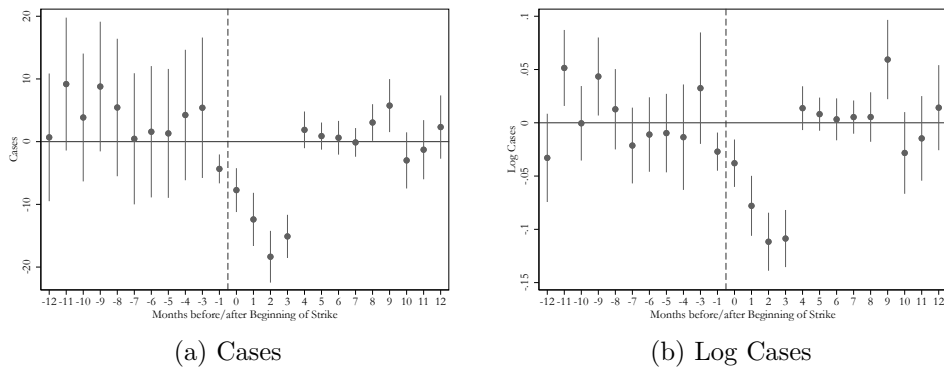 20
10
0
-10
-20
Cases
-12 -11 -10 -9 -8 -7 -6 -5 -4 -3 -1 0 1 2 3 4 5 6 7 8 9 10 11 12
Months before/after Beginning of Strike
(a) Cases
.1
.05
0
-.05
-.1
-.15
Log Cases
-12 -11 -10 -9 -8 -7 -6 -5 -4 -3 -1 0 1 2 3 4 5 6 7 8 9 10 11 12
Months before/after Beginning of Strike
(b) Log Cases